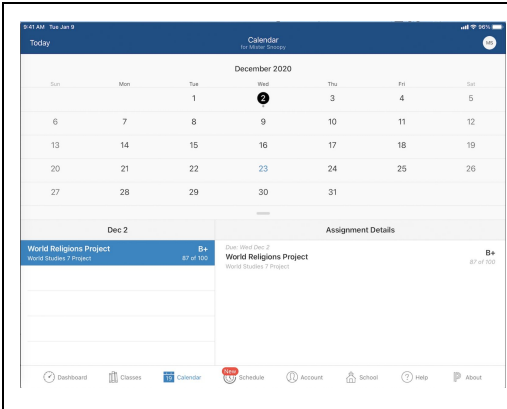 9:41 AM Tue Jan 9 96%
Today Calendar MS
for Mister Snoopy
December 2020
Sun Mon Tue Wed Thu Fri Sat
1 2 3 4 5
6 7 8 9 10 11 12
13 14 15 16 17 18 19
20 21 22 23 24 25 26
27 28 29 30 31
Dec 2 Assignment Details
World Religions Project B+
World Studies 7 Project 87 of 100
Due: Wed Dec 2
World Religions Project B+
World Studies 7 Project 87 of 100
New
Dashboard Classes 19 Calendar Schedule Account School ? Help P About